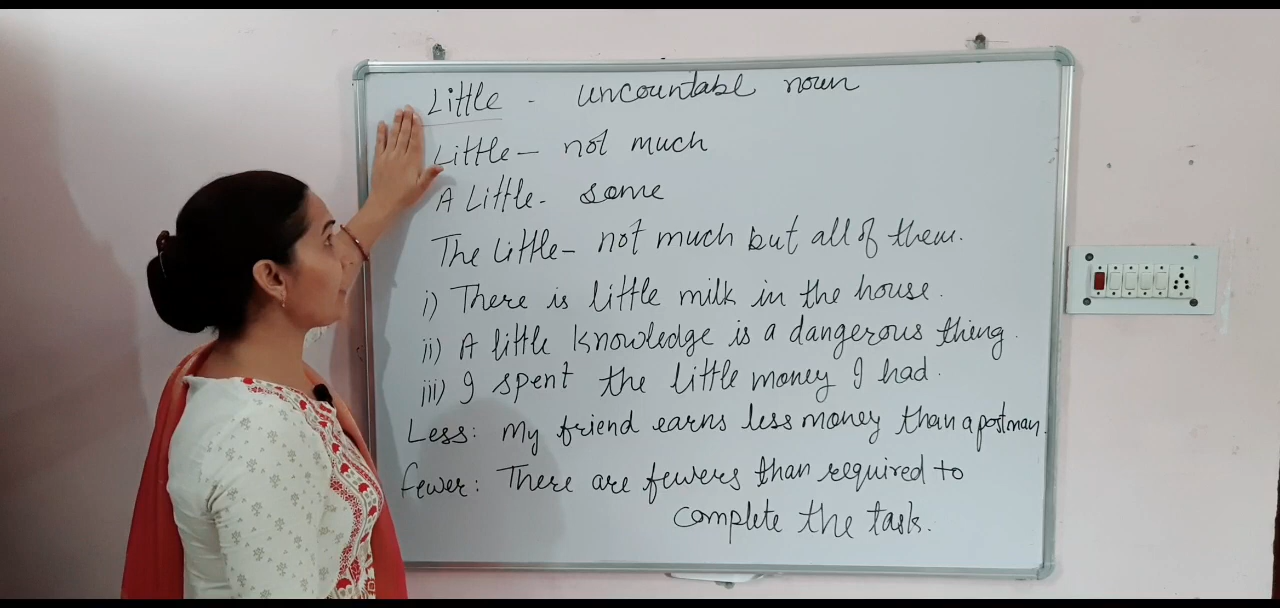 Little - uncountabl noun
Little - not much
A Little - some
The Little - not much but all of them.
i) There is little milk in the house.
ii) A little knowledge is a dangerous thing.
iii) I spent the little money I had.
Less: My friend earns less money than a postman.
Fewer: There are fewers than required to
complete the task.